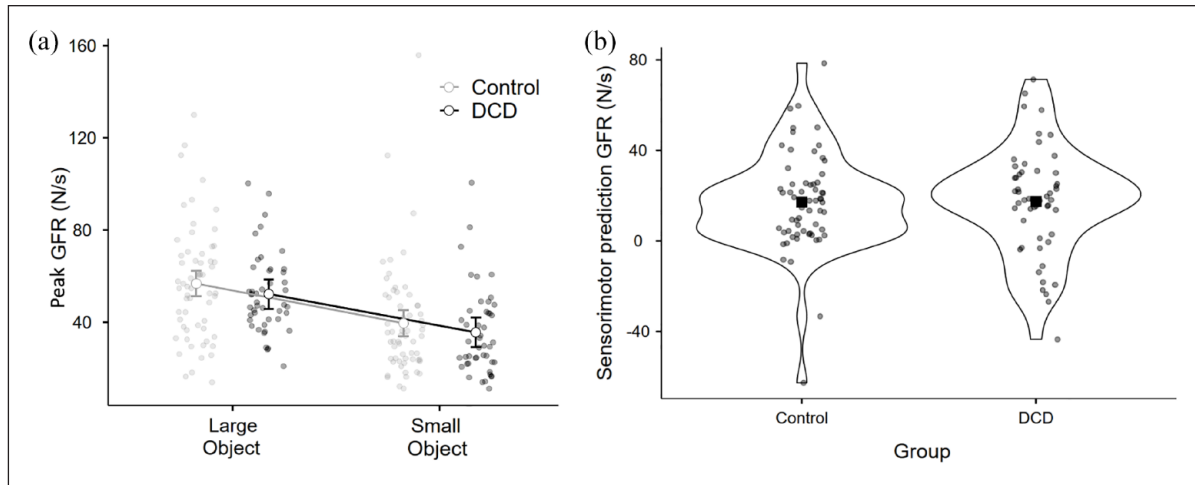 (a)
Peak GFR (N/s)
160
120
80
40
Control
DCD
Large
Object
Small
Object
(b)
Sensorimotor prediction GFR (N/s)
80
40
0
-40
Control
DCD
Group